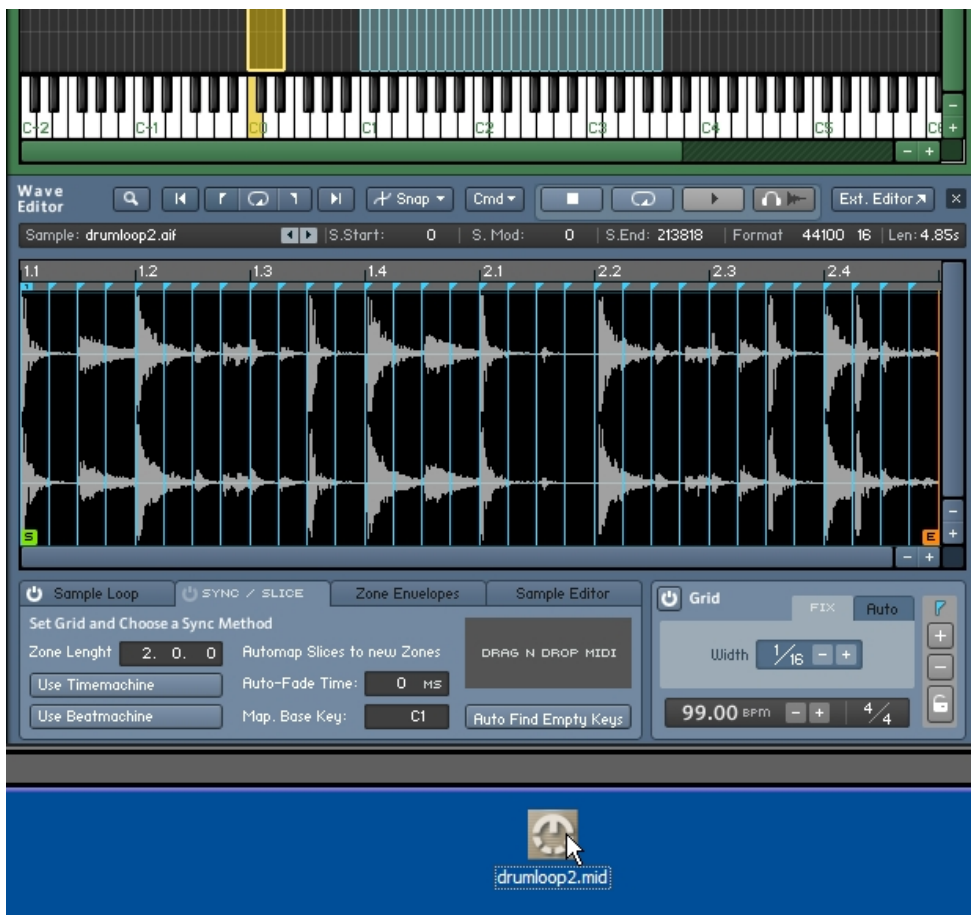 C-2 C-1 C0 C1 C2 C3 C4 C5
Wave
Editor
Snap Cmd Ext. Editor
Sample: drumloop2.aif S.Start: 0 S. Mod: 0 S.End: 213818 Format 44100 16 Len: 4.85s
1.1 1.2 1.3 1.4 2.1 2.2 2.3 2.4
1
S E
Sample Loop SYNC / SLICE Zone Envelopes Sample Editor Grid FIX Auto
Set Grid and Choose a Sync Method
Zone Lenght 2. 0. 0 Automap Slices to new Zones DRAG N DROP MIDI Width 1/16 - +
Use Timemachine Auto-Fade Time: 0 MS
Use Beatmachine Map. Base Key: C1 Auto Find Empty Keys 99.00 BPM - + 4/4
drumloop2.mid